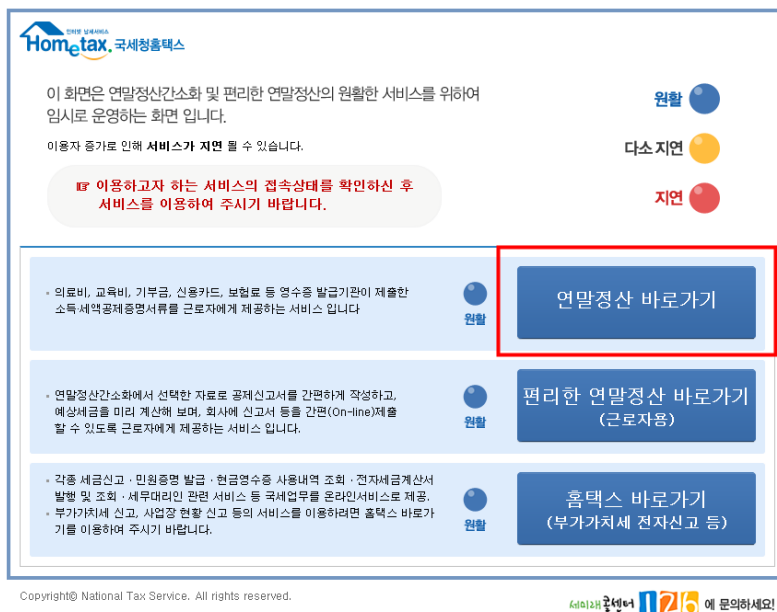 인터넷 납세서비스
Hometax. 국세청홈택스
이 화면은 연말정산간소화 및 편리한 연말정산의 원활한 서비스를 위하여
임시로 운영하는 화면 입니다.
이용자 증가로 인해 서비스가 지연 될 수 있습니다.
☞ 이용하고자 하는 서비스의 접속상태를 확인하신 후
서비스를 이용하여 주시기 바랍니다.
원활
다소 지연
지연
• 의료비, 교육비, 기부금, 신용카드, 보험료 등 영수증 발급기관이 제출한
소득·세액공제증명서류를 근로자에게 제공하는 서비스 입니다
원활
연말정산 바로가기
• 연말정산간소화에서 선택한 자료로 공제신고서를 간편하게 작성하고,
예상세금을 미리 계산해 보며, 회사에 신고서 등을 간편(On-line)제출
할 수 있도록 근로자에게 제공하는 서비스 입니다.
원활
편리한 연말정산 바로가기
(근로자용)
• 각종 세금신고 · 민원증명 발급 · 현금영수증 사용내역 조회 · 전자세금계산서
발행 및 조회 · 세무대리인 관련 서비스 등 국세업무를 온라인서비스로 제공.
• 부가가치세 신고, 사업장 현황 신고 등의 서비스를 이용하려면 홈택스 바로가
기를 이용하여 주시기 바랍니다.
원활
홈택스 바로가기
(부가가치세 전자신고 등)
Copyright© National Tax Service. All rights reserved.
세미래콜센터 126 에 문의하세요!